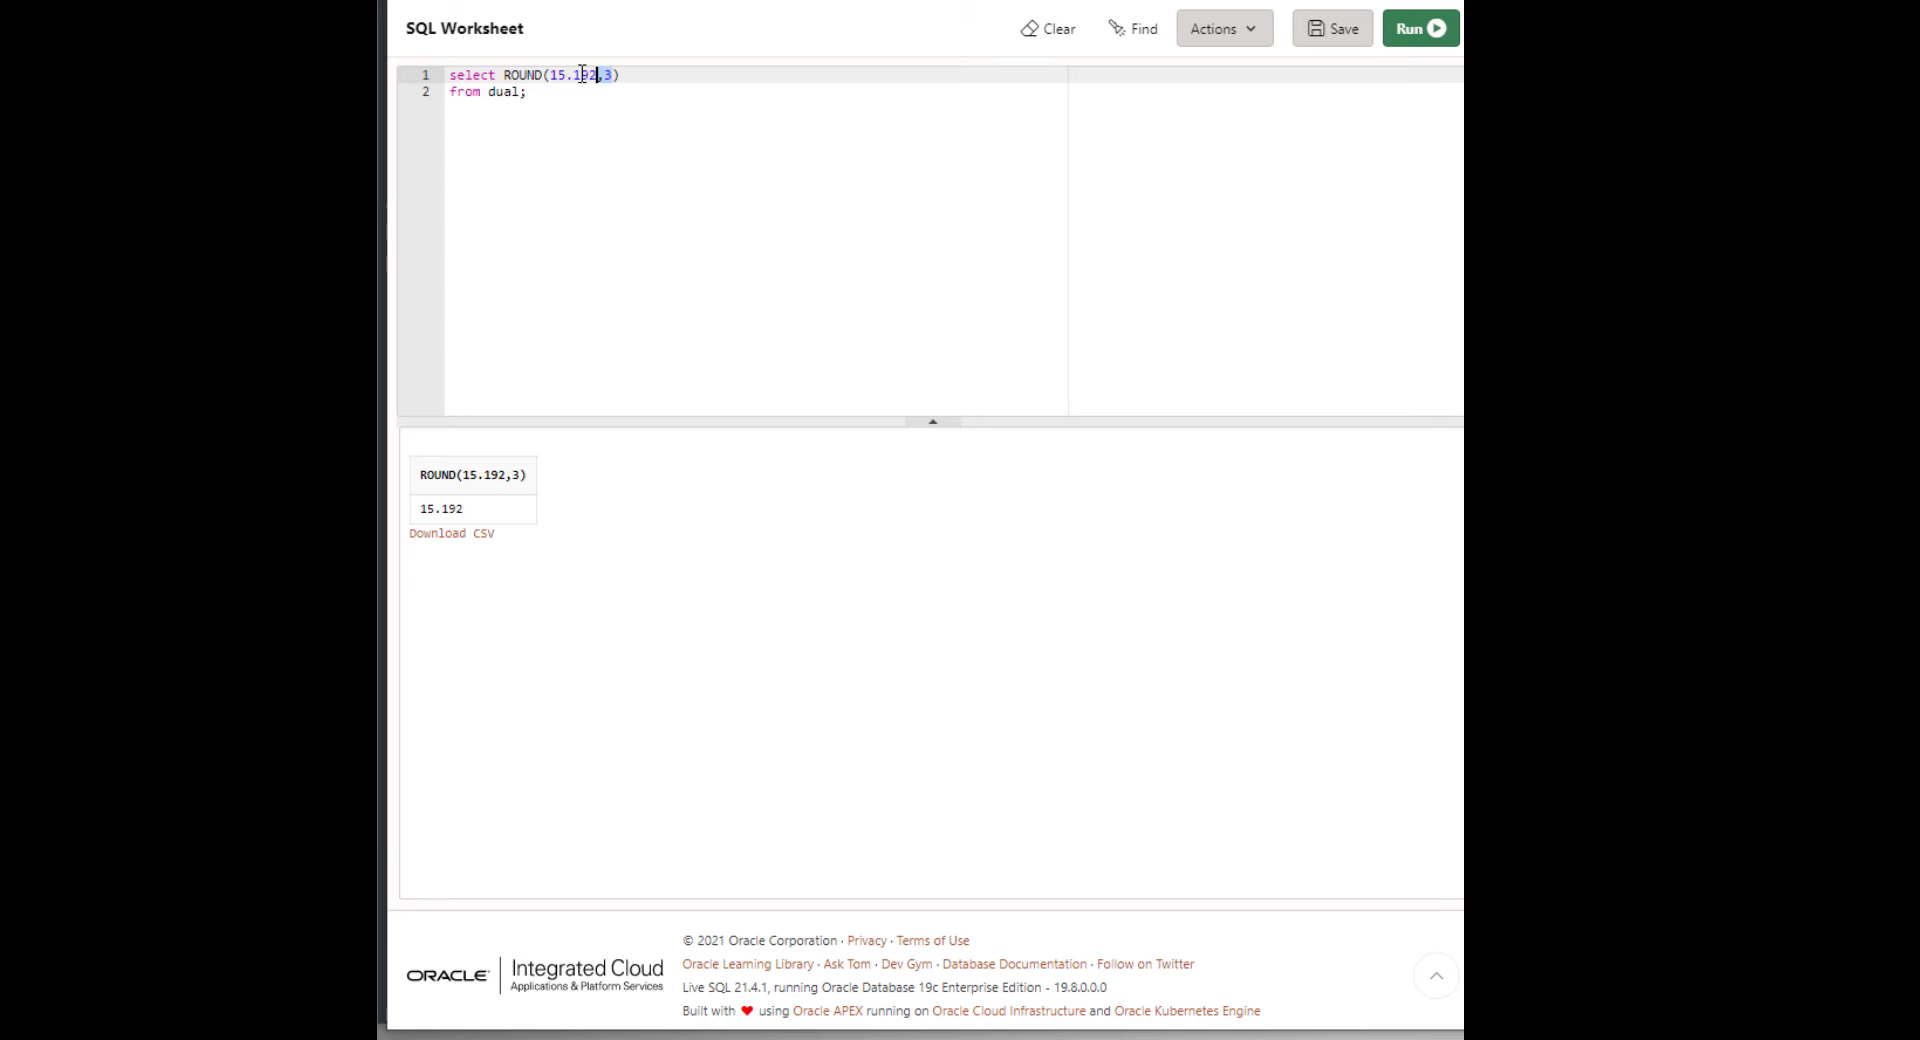 SQL Worksheet
Clear
Find
Actions
Save
Run
1 select ROUND(15.192,3)
2 from dual;
ROUND(15.192,3)
15.192
Download CSV
© 2021 Oracle Corporation · Privacy · Terms of Use
Oracle Learning Library · Ask Tom · Dev Gym · Database Documentation · Follow on Twitter
Live SQL 21.4.1, running Oracle Database 19c Enterprise Edition - 19.8.0.0.0
Built with ❤ using Oracle APEX running on Oracle Cloud Infrastructure and Oracle Kubernetes Engine
ORACLE
Integrated Cloud
Applications & Platform Services